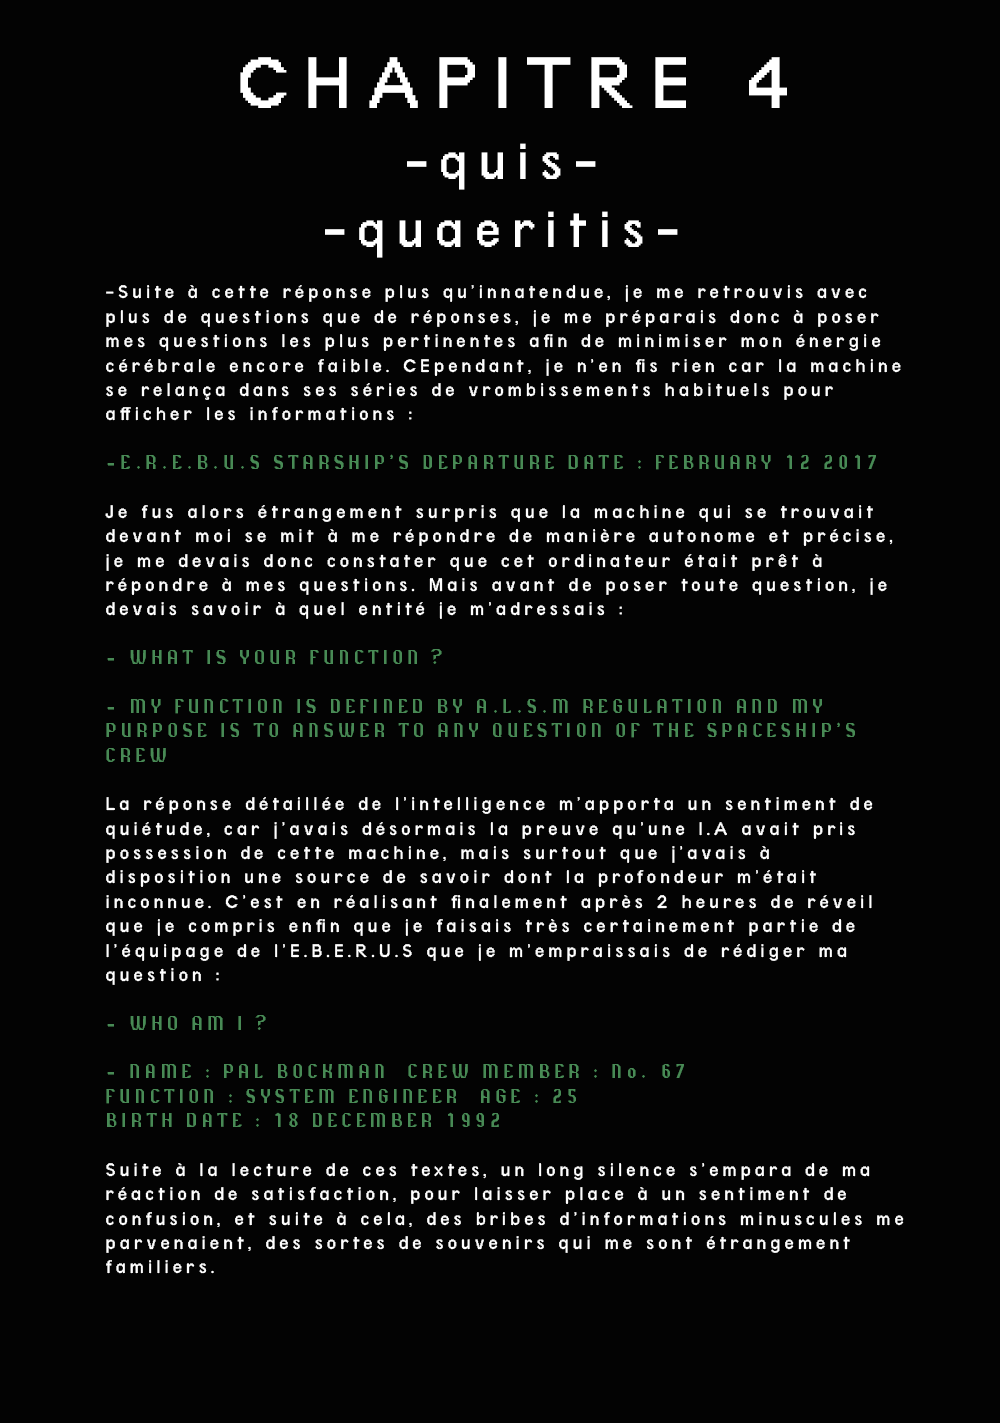 CHAPITRE 4
-quis-
-quaeritis-
-Suite à cette réponse plus qu'innatendue, je me retrouvis avec
plus de questions que de réponses, je me préparais donc à poser
mes questions les plus pertinentes afin de minimiser mon énergie
cérébrale encore faible. CEpendant, je n'en fis rien car la machine
se relança dans ses séries de vrombissements habituels pour
afficher les informations :
-E.R.E.B.U.S STARSHIP'S DEPARTURE DATE : FEBRUARY 12 2017
Je fus alors étrangement surpris que la machine qui se trouvait
devant moi se mit à me répondre de manière autonome et précise,
je me devais donc constater que cet ordinateur était prêt à
répondre à mes questions. Mais avant de poser toute question, je
devais savoir à quel entité je m'adressais :
- WHAT IS YOUR FUNCTION ?
- MY FUNCTION IS DEFINED BY A.L.S.M REGULATION AND MY
PURPOSE IS TO ANSWER TO ANY QUESTION OF THE SPACESHIP'S
CREW
La réponse détaillée de l'intelligence m'apporta un sentiment de
quiétude, car j'avais désormais la preuve qu'une I.A avait pris
possession de cette machine, mais surtout que j'avais à
disposition une source de savoir dont la profondeur m'était
inconnue. C'est en réalisant finalement après 2 heures de réveil
que je compris enfin que je faisais très certainement partie de
l'équipage de l'E.B.E.R.U.S que je m'empraissais de rédiger ma
question :
- WHO AM I ?
- NAME : PAL BOCKMAN CREW MEMBER : No. 67
FUNCTION : SYSTEM ENGINEER AGE : 25
BIRTH DATE : 18 DECEMBER 1992
Suite à la lecture de ces textes, un long silence s'empara de ma
réaction de satisfaction, pour laisser place à un sentiment de
confusion, et suite à cela, des bribes d'informations minuscules me
parvenaient, des sortes de souvenirs qui me sont étrangement
familiers.